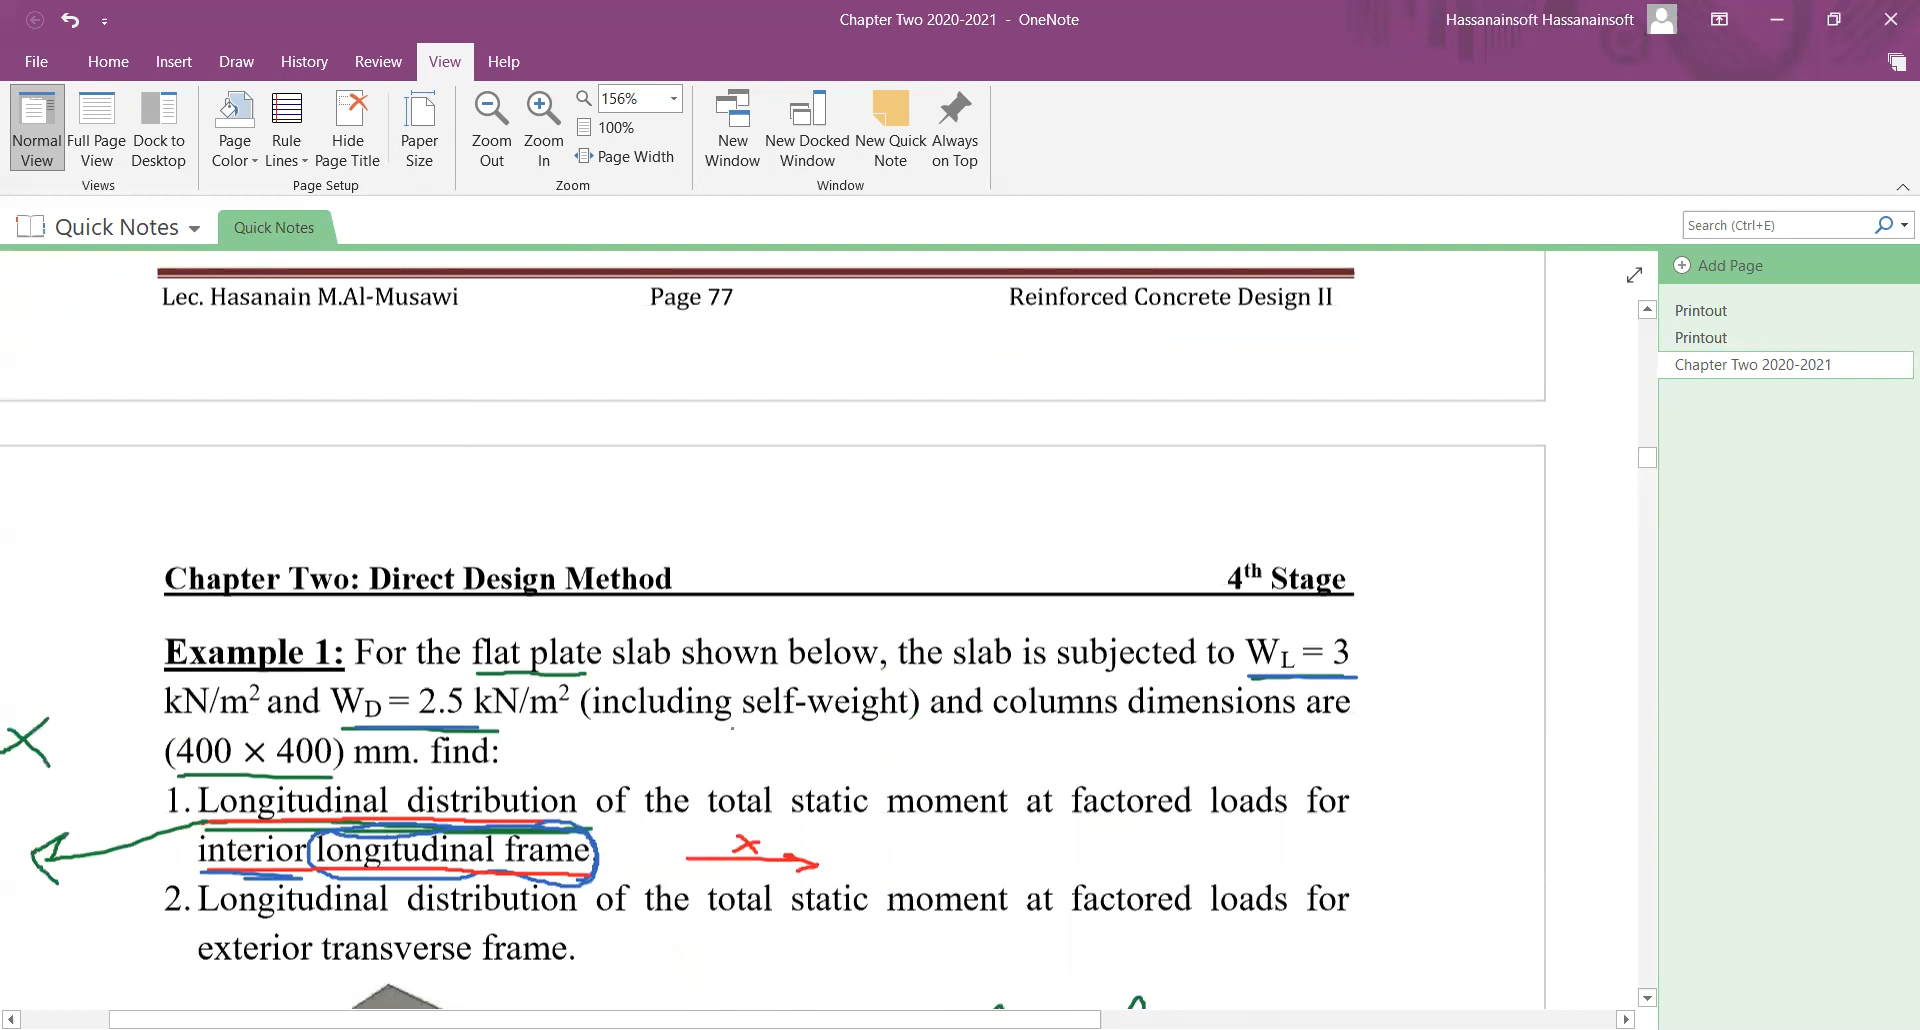 Chapter Two 2020-2021 - OneNote
Hassanainsoft Hassanainsoft
File Home Insert Draw History Review View Help
Normal View
Full Page View
Dock to Desktop
Views
Page Color
Rule Lines
Hide Page Title
Paper Size
Page Setup
Zoom Out
Zoom In
156%
100%
Page Width
Zoom
New Window
New Docked Window
New Quick Note
Always on Top
Window
Quick Notes
Quick Notes
Search (Ctrl+E)
Add Page
Printout
Printout
Chapter Two 2020-2021
Lec. Hasanain M.Al-Musawi Page 77 Reinforced Concrete Design II
Chapter Two: Direct Design Method 4th Stage
Example 1: For the flat plate slab shown below, the slab is subjected to WL = 3
kN/m² and WD = 2.5 kN/m² (including self-weight) and columns dimensions are
(400 × 400) mm. find:
1. Longitudinal distribution of the total static moment at factored loads for
interior longitudinal frame.
x
x
2. Longitudinal distribution of the total static moment at factored loads for
exterior transverse frame.